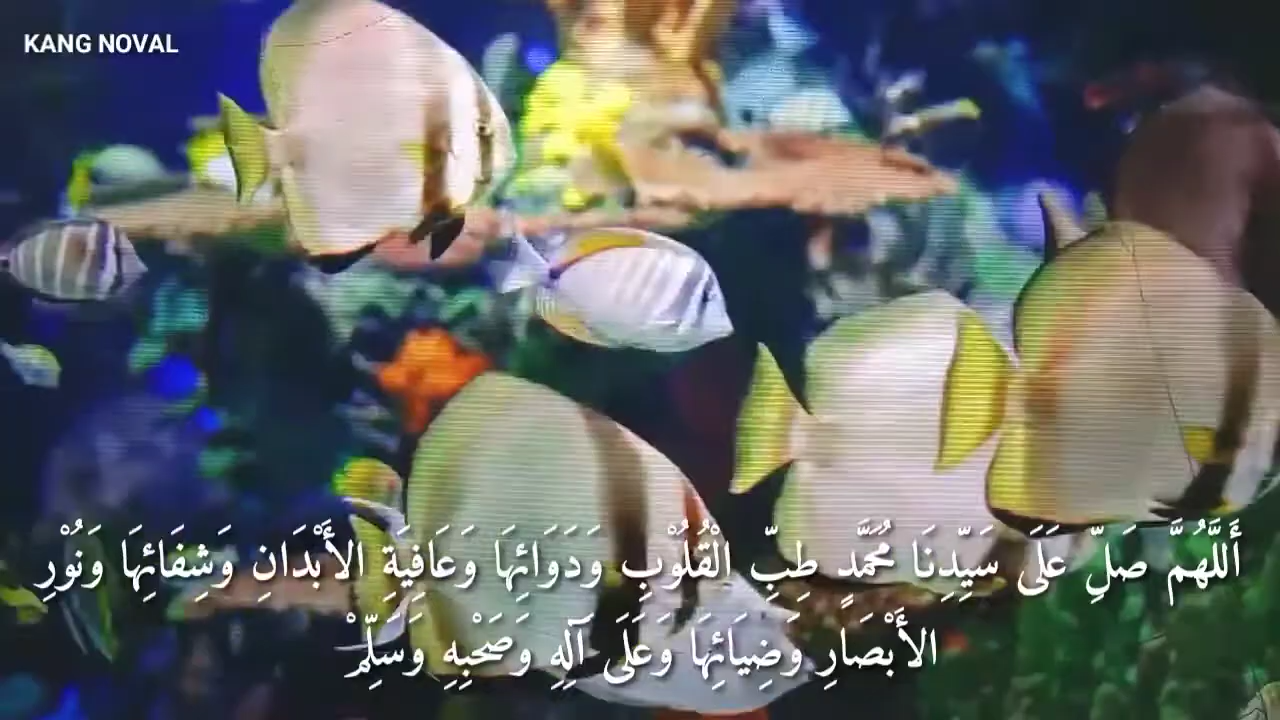 KANG NOVAL
أَللَّهُمَّ صَلِّ عَلَى سَيِّدِنَا مُحَمَّدٍ طِبِّ الْقُلُوْبِ وَدَوَائِهَا وَعَافِيَةِ الأَبْدَانِ وَشِفَائِهَا وَنُوْرِ
الأَبْصَارِ وَضِيَائِهَا وَعَلَى آلِهِ وَصَحْبِهِ وَسَلِّمْ